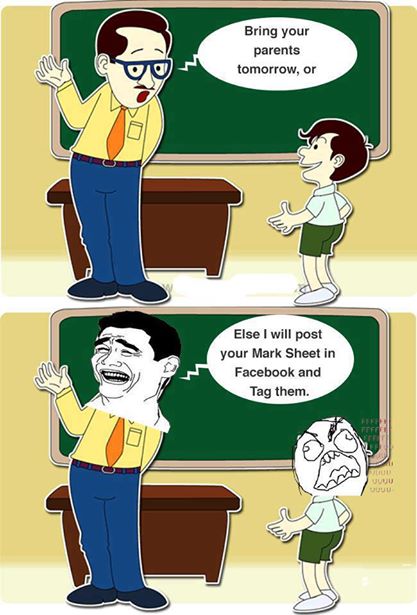 Bring your
parents
tomorrow, or
Else I will post
your Mark Sheet in
Facebook and
Tag them.